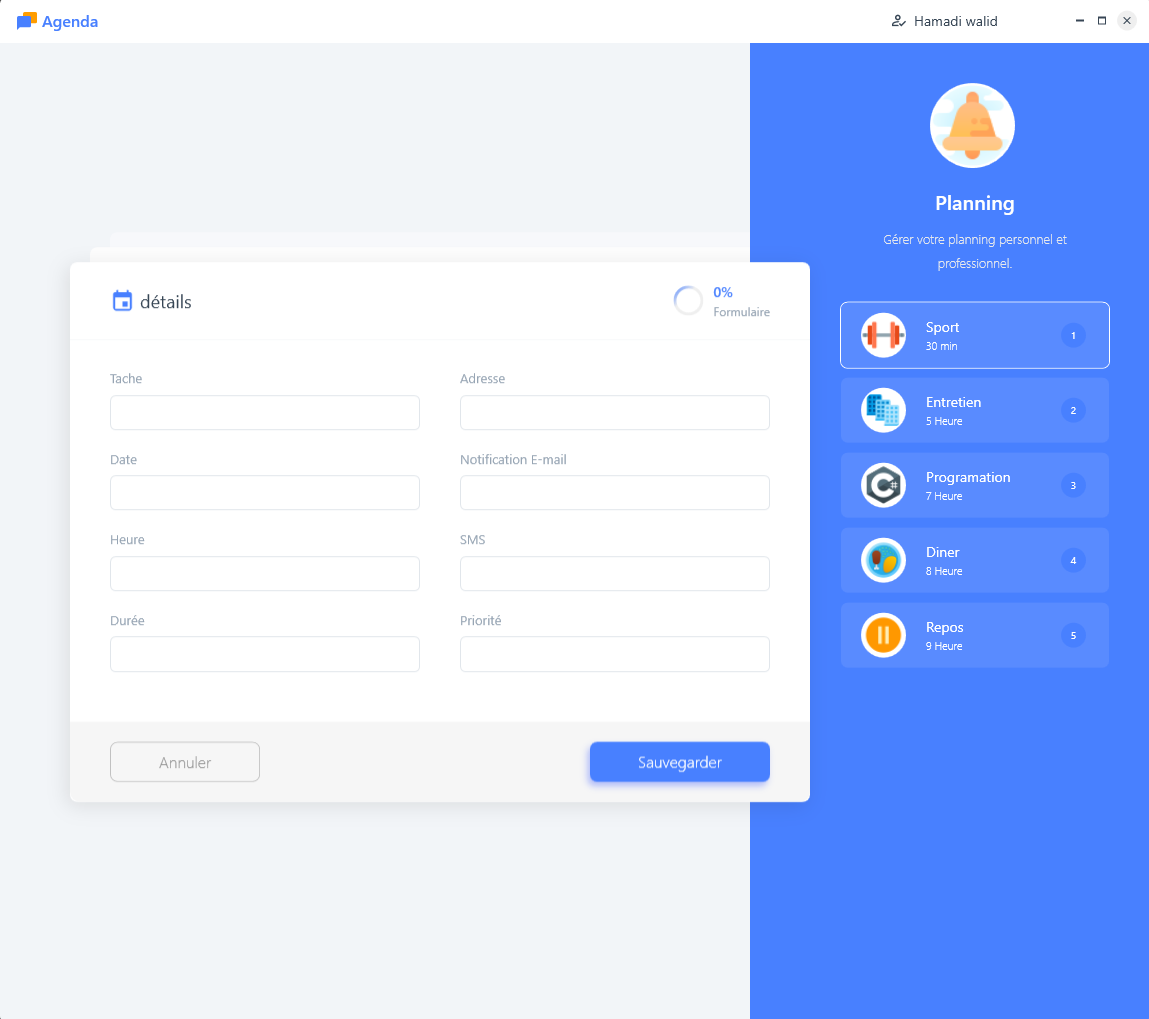 Agenda
Hamadi walid
détails
0%
Formulaire
Tache
Adresse
Date
Notification E-mail
Heure
SMS
Durée
Priorité
Annuler
Sauvegarder
Planning
Gérer votre planning personnel et
professionnel.
Sport
30 min
1
Entretien
5 Heure
2
C#
Programation
7 Heure
3
Diner
8 Heure
4
Repos
9 Heure
5